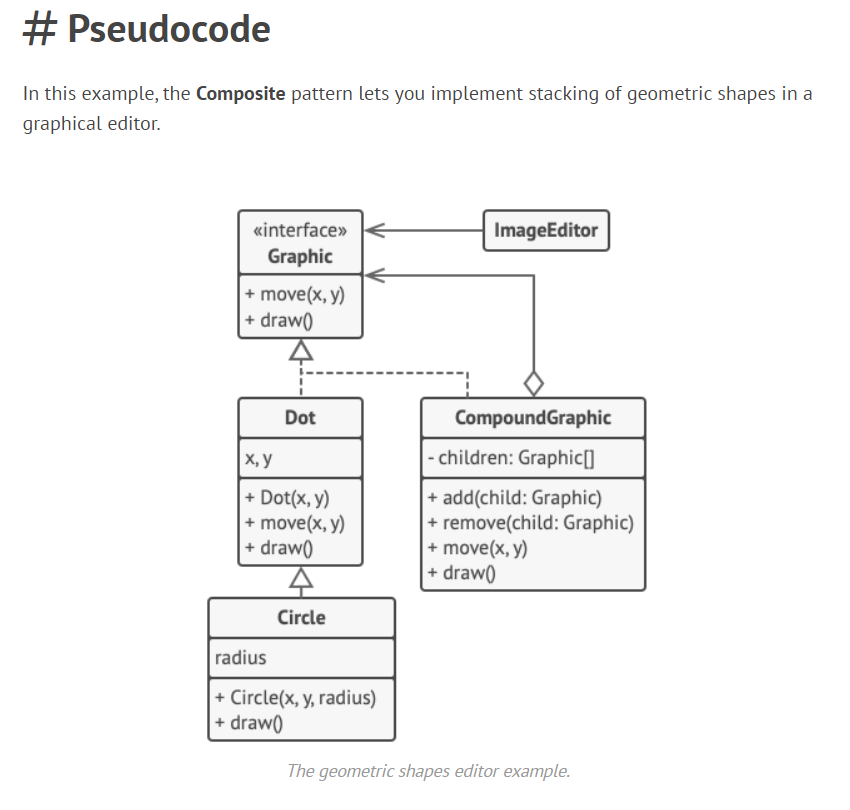 # Pseudocode
In this example, the Composite pattern lets you implement stacking of geometric shapes in a
graphical editor.
«interface»
Graphic
+ move(x, y)
+ draw()
ImageEditor
Dot
x, y
+ Dot(x, y)
+ move(x, y)
+ draw()
CompoundGraphic
- children: Graphic[]
+ add(child: Graphic)
+ remove(child: Graphic)
+ move(x, y)
+ draw()
Circle
radius
+ Circle(x, y, radius)
+ draw()
The geometric shapes editor example.